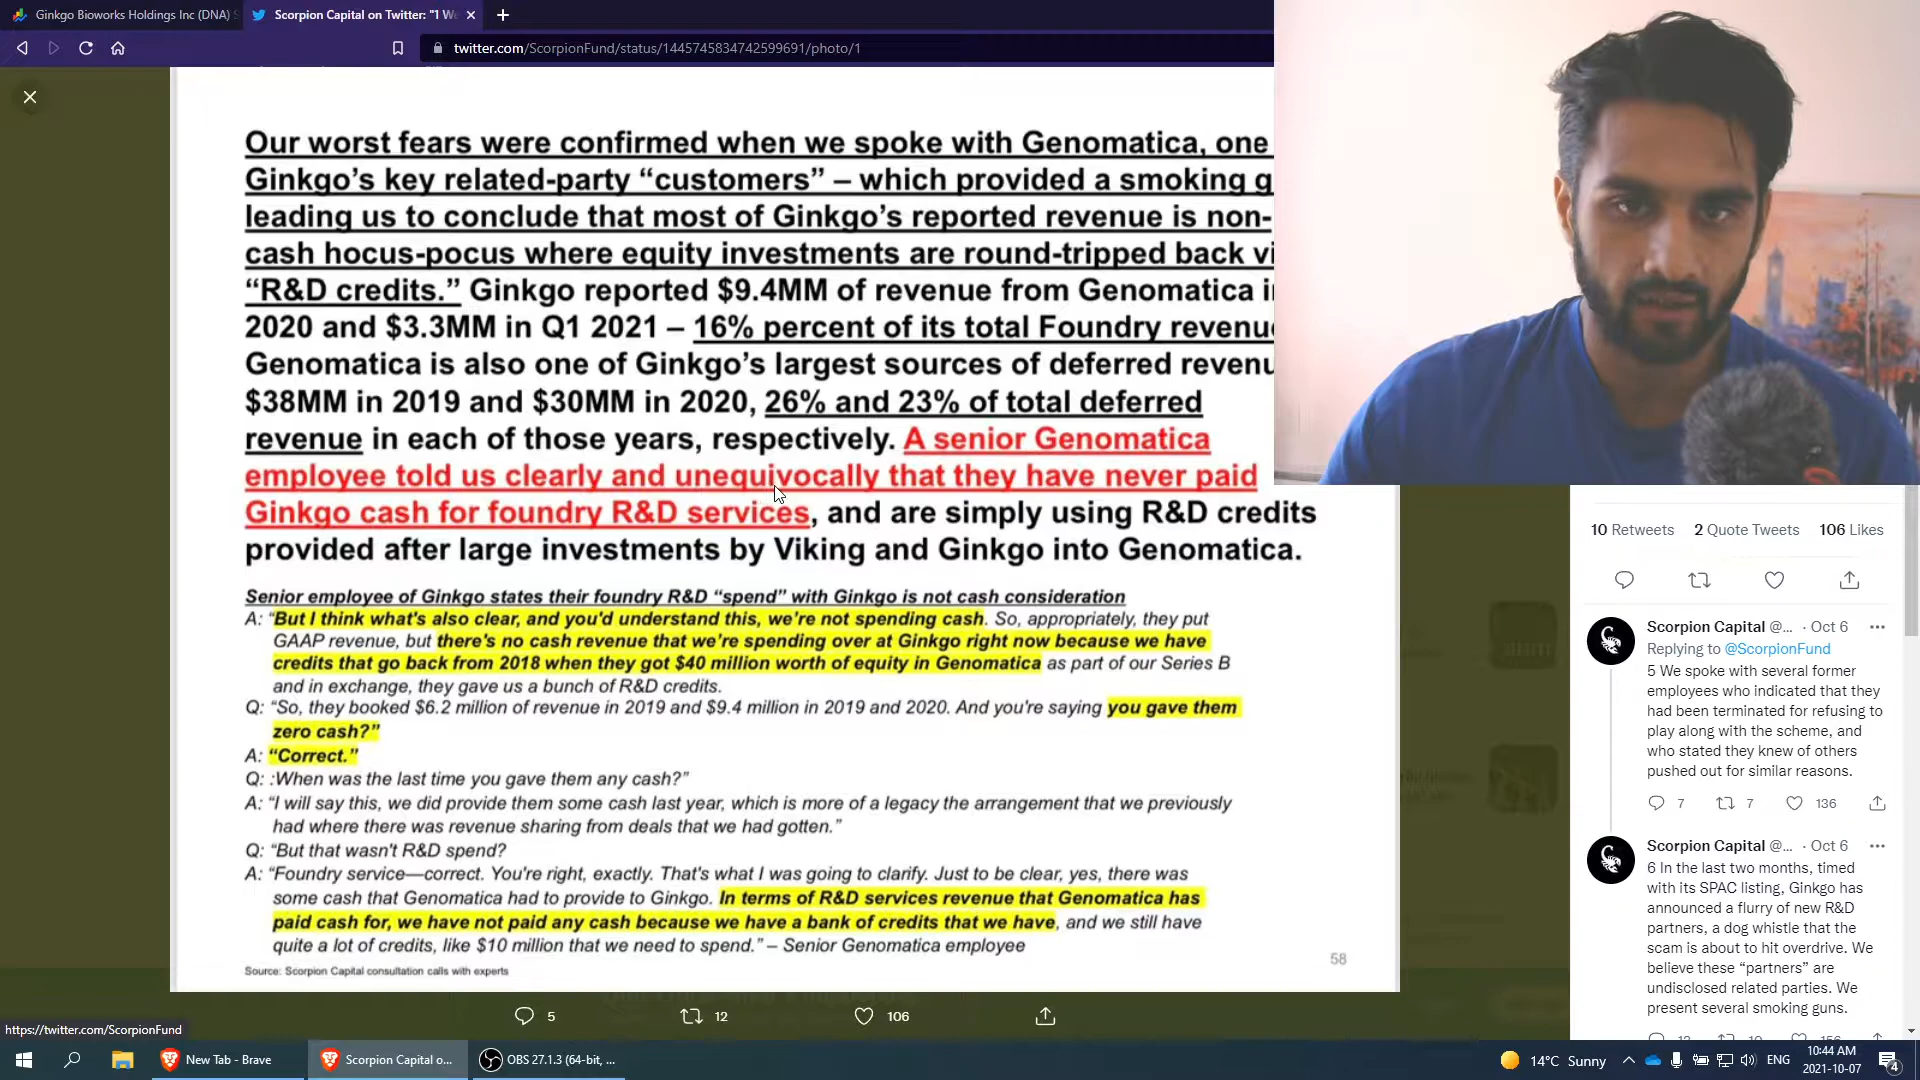 Ginkgo Bioworks Holdings Inc (DNA) S
Scorpion Capital on Twitter: "1 We
twitter.com/ScorpionFund/status/1445745834742599691/photo/1
Our worst fears were confirmed when we spoke with Genomatica, one
Ginkgo's key related-party “customers” – which provided a smoking g
leading us to conclude that most of Ginkgo's reported revenue is non-
cash hocus-pocus where equity investments are round-tripped back vi
“R&D credits.” Ginkgo reported $9.4MM of revenue from Genomatica i
2020 and $3.3MM in Q1 2021 – 16% percent of its total Foundry revenue
Genomatica is also one of Ginkgo's largest sources of deferred revenu
$38MM in 2019 and $30MM in 2020, 26% and 23% of total deferred
revenue in each of those years, respectively. A senior Genomatica
employee told us clearly and unequivocally that they have never paid
Ginkgo cash for foundry R&D services, and are simply using R&D credits
provided after large investments by Viking and Ginkgo into Genomatica.
Senior employee of Ginkgo states their foundry R&D “spend” with Ginkgo is not cash consideration
A: “But I think what's also clear, and you'd understand this, we're not spending cash. So, appropriately, they put
GAAP revenue, but there's no cash revenue that we're spending over at Ginkgo right now because we have
credits that go back from 2018 when they got $40 million worth of equity in Genomatica as part of our Series B
and in exchange, they gave us a bunch of R&D credits.
Q: “So, they booked $6.2 million of revenue in 2019 and $9.4 million in 2019 and 2020. And you're saying you gave them
zero cash?”
A: “Correct.”
Q: :When was the last time you gave them any cash?”
A: “I will say this, we did provide them some cash last year, which is more of a legacy the arrangement that we previously
had where there was revenue sharing from deals that we had gotten.”
Q: “But that wasn't R&D spend?
A: “Foundry service—correct. You're right, exactly. That's what I was going to clarify. Just to be clear, yes, there was
some cash that Genomatica had to provide to Ginkgo. In terms of R&D services revenue that Genomatica has
paid cash for, we have not paid any cash because we have a bank of credits that we have, and we still have
quite a lot of credits, like $10 million that we need to spend.” – Senior Genomatica employee
Source: Scorpion Capital consultation calls with experts
58
5
12
106
10 Retweets 2 Quote Tweets 106 Likes
Scorpion Capital @... · Oct 6
Replying to @ScorpionFund
5 We spoke with several former
employees who indicated that they
had been terminated for refusing to
play along with the scheme, and
who stated they knew of others
pushed out for similar reasons.
7 7 136
Scorpion Capital @... · Oct 6
6 In the last two months, timed
with its SPAC listing, Ginkgo has
announced a flurry of new R&D
partners, a dog whistle that the
scam is about to hit overdrive. We
believe these “partners” are
undisclosed related parties. We
present several smoking guns.
https://twitter.com/ScorpionFund
New Tab - Brave
Scorpion Capital o...
OBS 27.1.3 (64-bit, ...
14°C Sunny
ENG
10:44 AM
2021-10-07
4